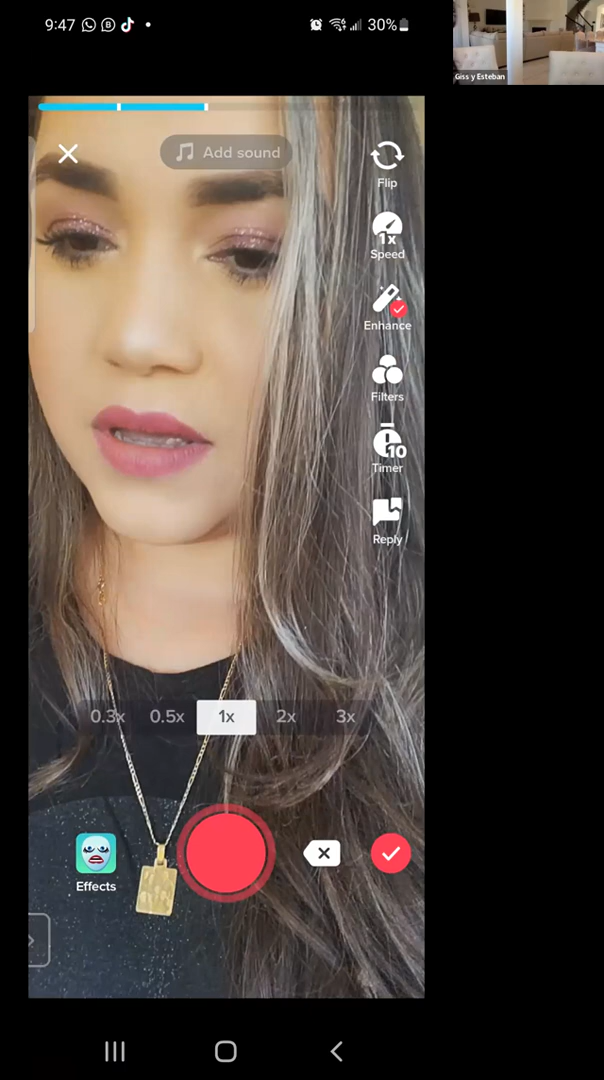 9:47
30%
Giss y Esteban
Add sound
Flip
1x
Speed
Enhance
Filters
10
Timer
Reply
0.3x 0.5x 1x 2x 3x
Effects